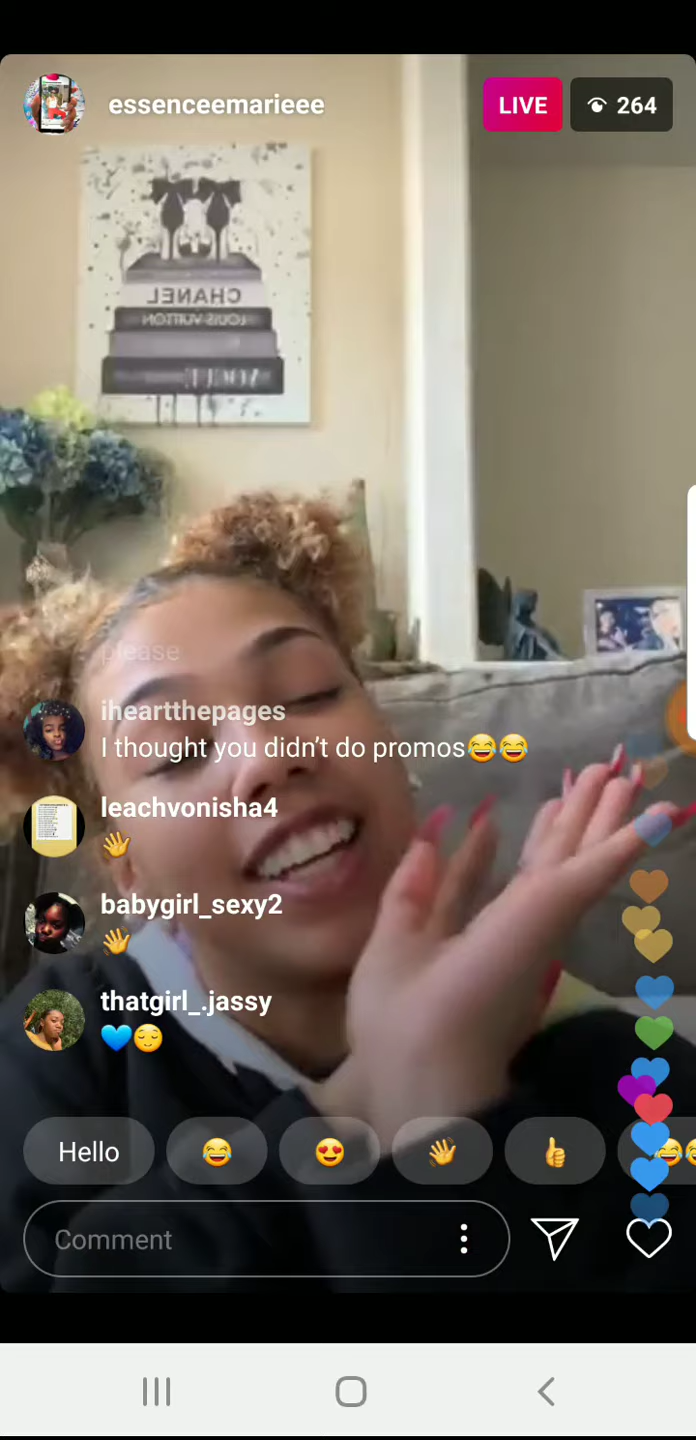 essenceemarieee
LIVE
264
CHANEL
LOUIS VUITTON
VOGUE
please
iheartthepages
I thought you didn't do promos😂😂
leachvonisha4
👋
babygirl_sexy2
👋
thatgirl_.jassy
💙😌
Hello
😂
😍
👋
👍
Comment